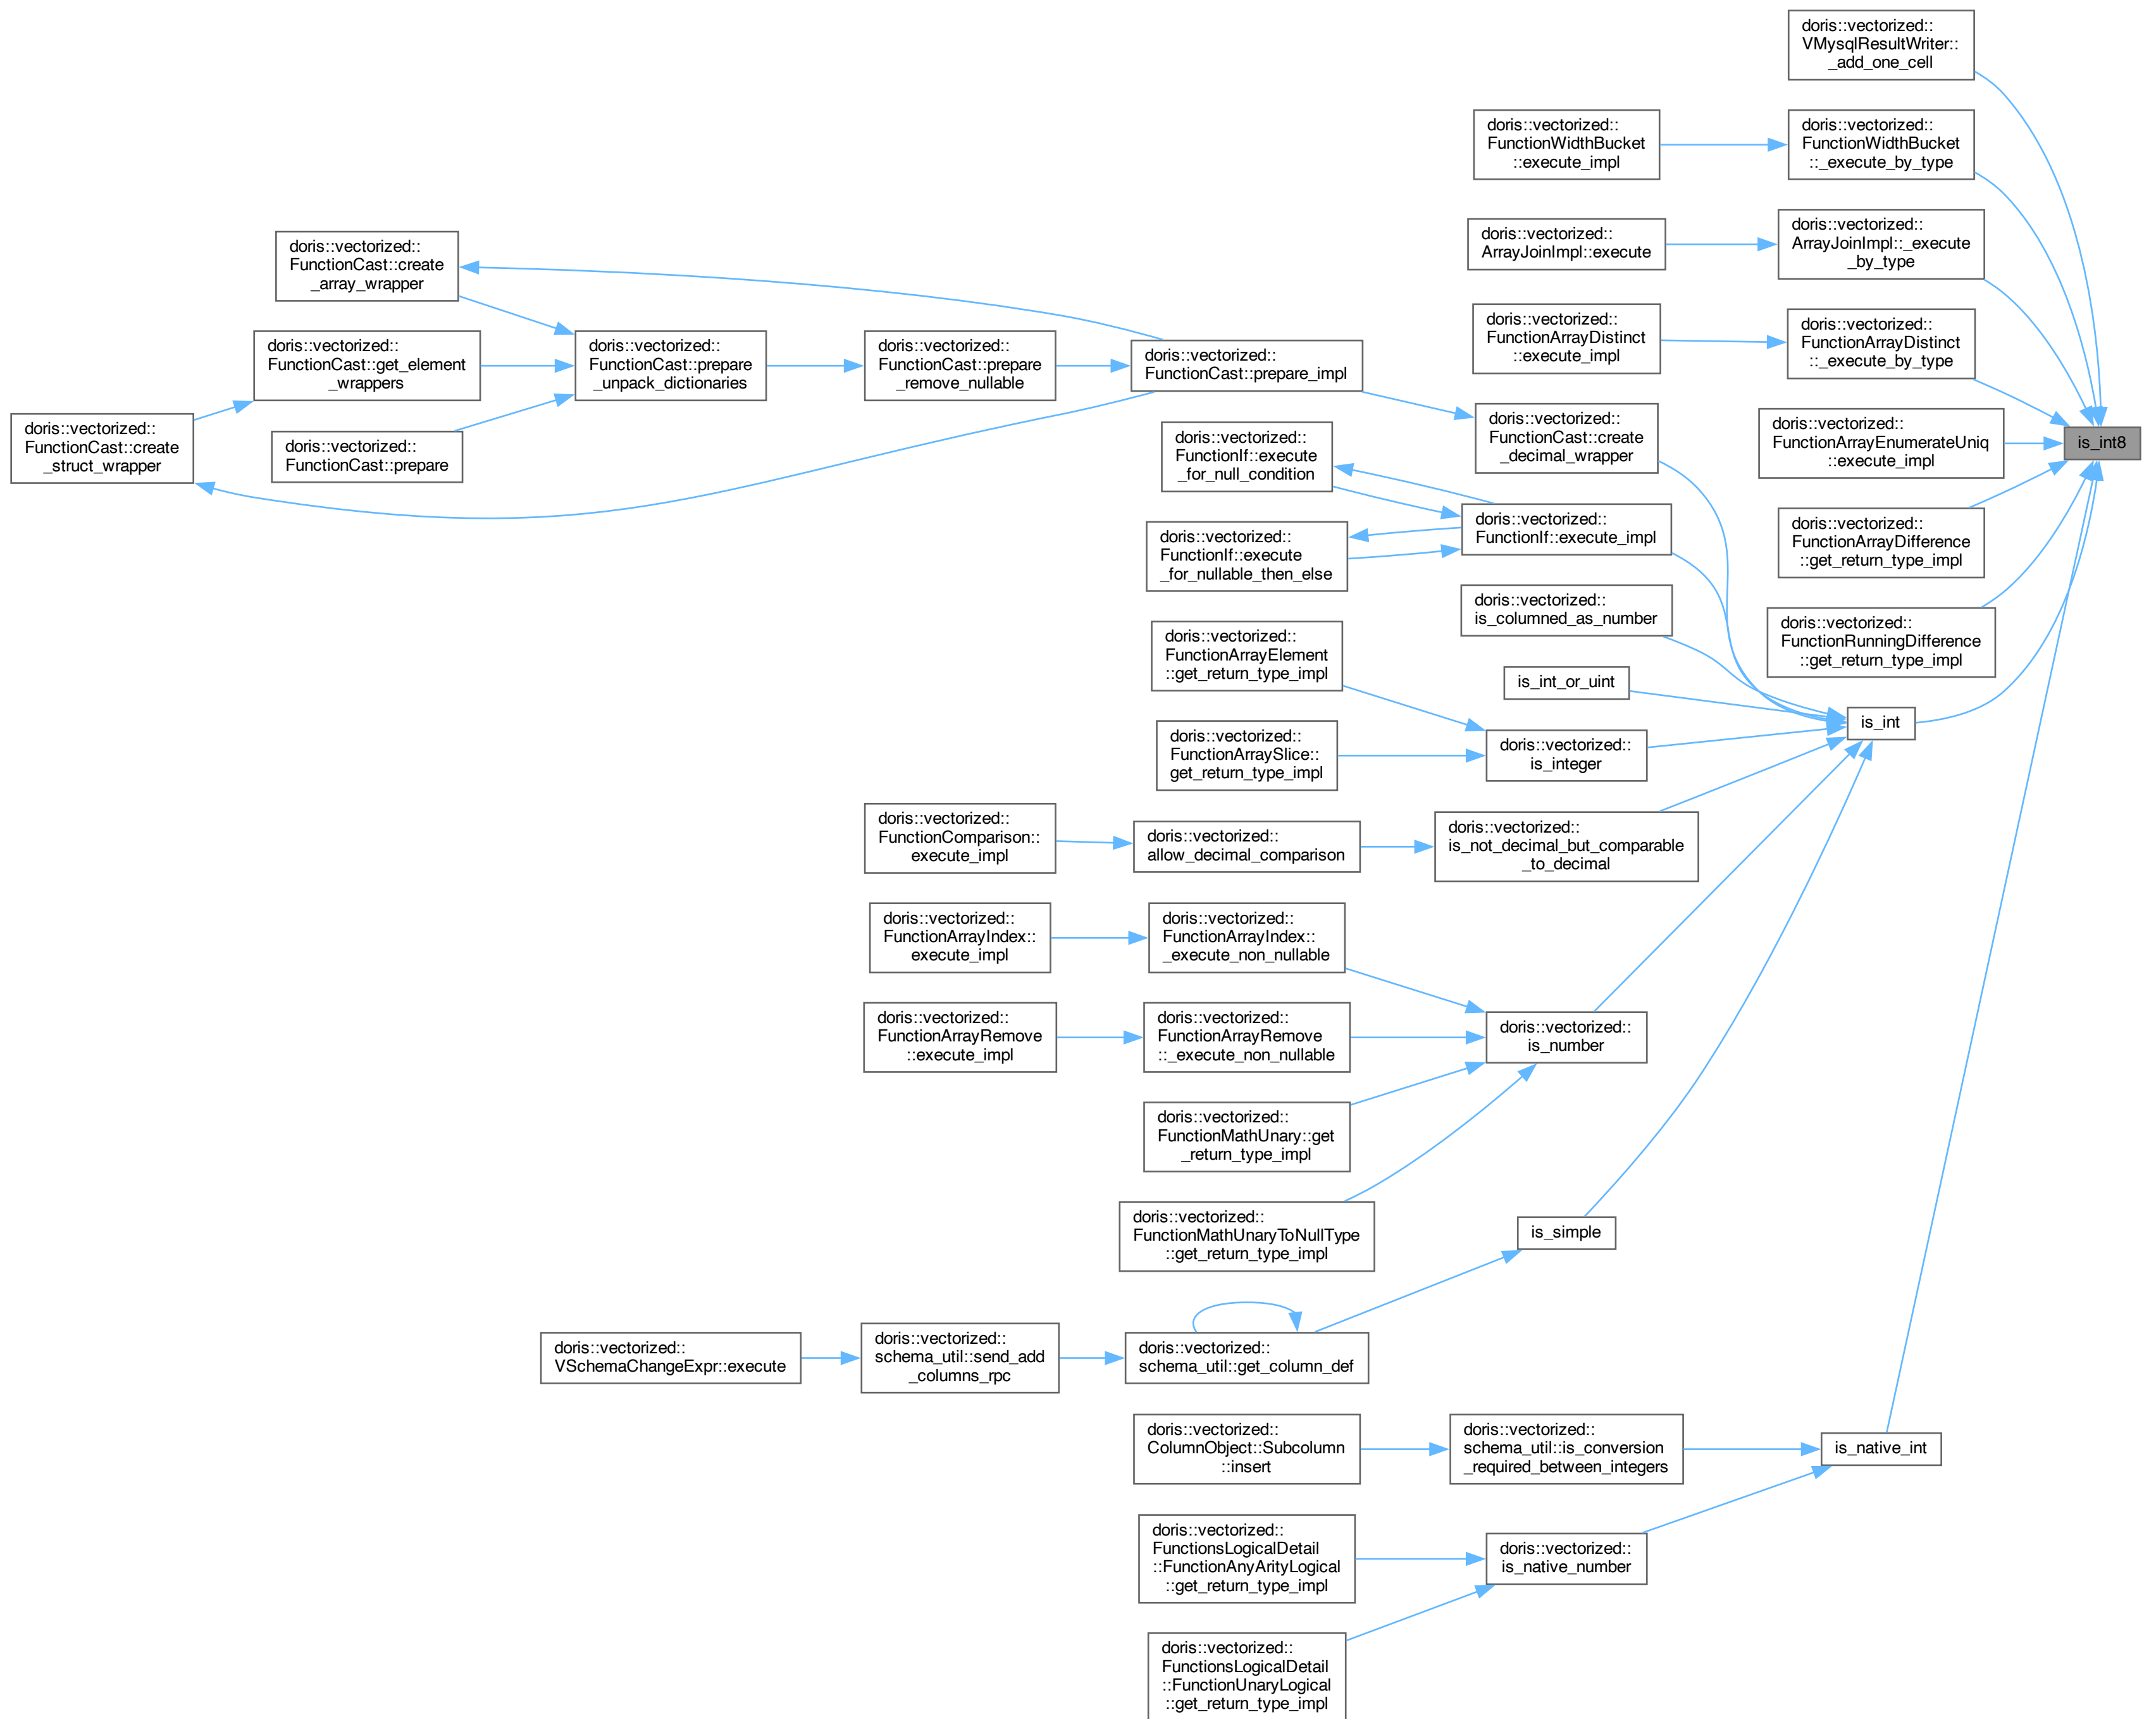 doris::vectorized::
VMysqlResultWriter::
_add_one_cell
doris::vectorized::
FunctionWidthBucket
::execute_impl
doris::vectorized::
FunctionWidthBucket
::_execute_by_type
doris::vectorized::
ArrayJoinImpl::execute
doris::vectorized::
ArrayJoinImpl::_execute
_by_type
doris::vectorized::
FunctionCast::create
_array_wrapper
doris::vectorized::
FunctionArrayDistinct
::execute_impl
doris::vectorized::
FunctionArrayDistinct
::_execute_by_type
doris::vectorized::
FunctionCast::get_element
_wrappers
doris::vectorized::
FunctionCast::prepare
_unpack_dictionaries
doris::vectorized::
FunctionCast::prepare
_remove_nullable
doris::vectorized::
FunctionCast::prepare_impl
doris::vectorized::
FunctionCast::create
_struct_wrapper
doris::vectorized::
FunctionCast::prepare
doris::vectorized::
FunctionIf::execute
_for_null_condition
doris::vectorized::
FunctionCast::create
_decimal_wrapper
doris::vectorized::
FunctionArrayEnumerateUniq
::execute_impl
is_int8
doris::vectorized::
FunctionIf::execute
_for_nullable_then_else
doris::vectorized::
FunctionIf::execute_impl
doris::vectorized::
FunctionArrayDifference
::get_return_type_impl
doris::vectorized::
is_columned_as_number
doris::vectorized::
FunctionRunningDifference
::get_return_type_impl
doris::vectorized::
FunctionArrayElement
::get_return_type_impl
is_int_or_uint
is_int
doris::vectorized::
FunctionArraySlice::
get_return_type_impl
doris::vectorized::
is_integer
doris::vectorized::
FunctionComparison::
execute_impl
doris::vectorized::
allow_decimal_comparison
doris::vectorized::
is_not_decimal_but_comparable
_to_decimal
doris::vectorized::
FunctionArrayIndex::
execute_impl
doris::vectorized::
FunctionArrayIndex::
_execute_non_nullable
doris::vectorized::
FunctionArrayRemove
::execute_impl
doris::vectorized::
FunctionArrayRemove
::_execute_non_nullable
doris::vectorized::
is_number
doris::vectorized::
FunctionMathUnary::get
_return_type_impl
doris::vectorized::
FunctionMathUnaryToNullType
::get_return_type_impl
is_simple
doris::vectorized::
VSchemaChangeExpr::execute
doris::vectorized::
schema_util::send_add
_columns_rpc
doris::vectorized::
schema_util::get_column_def
doris::vectorized::
ColumnObject::Subcolumn
::insert
doris::vectorized::
schema_util::is_conversion
_required_between_integers
is_native_int
doris::vectorized::
FunctionsLogicalDetail
::FunctionAnyArityLogical
::get_return_type_impl
doris::vectorized::
is_native_number
doris::vectorized::
FunctionsLogicalDetail
::FunctionUnaryLogical
::get_return_type_impl